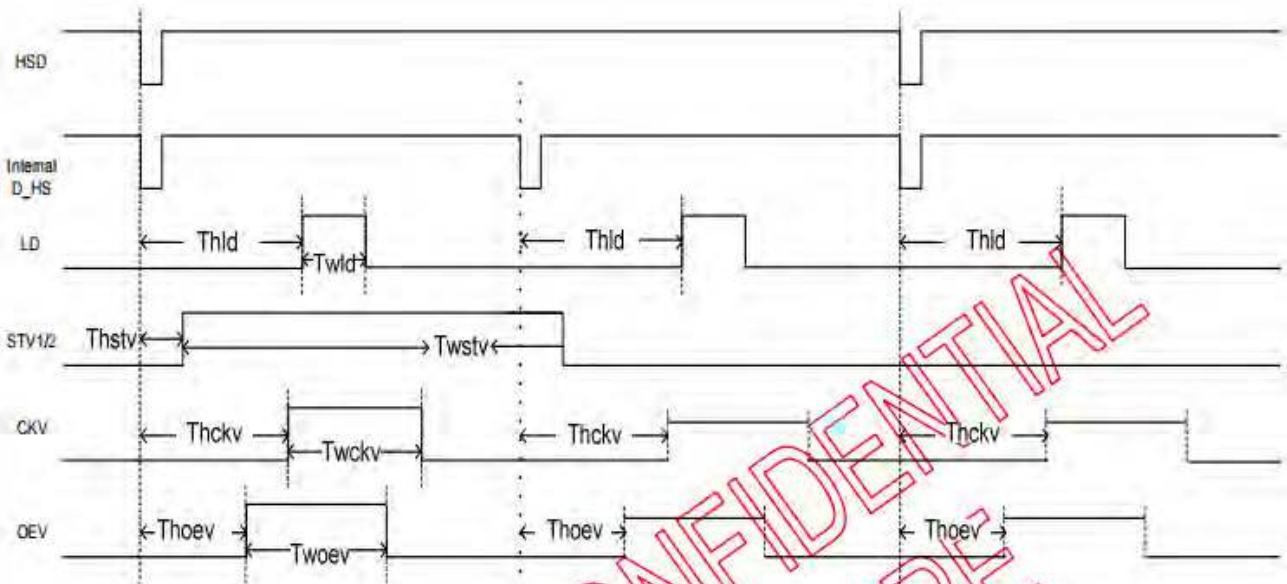 HSD
Internal
D_HS
LD
Thld
Twld
Thld
Thld
STV1/2
Thstv
Twstv
CKV
Thckv
Twckv
Thckv
Thckv
OEV
Thoev
Twoev
Thoev
Thoev
CONFIDENTIAL